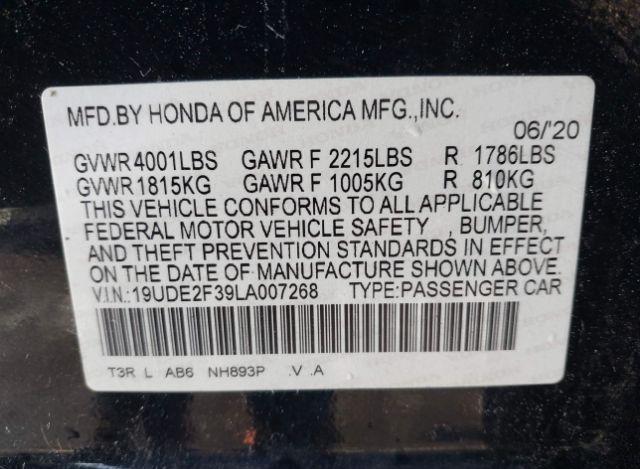 MFD.BY HONDA OF AMERICA MFG.,INC.
06/'20
GVWR 4001LBS GAWR F 2215LBS R 1786LBS
GVWR 1815KG GAWR F 1005KG R 810KG
THIS VEHICLE CONFORMS TO ALL APPLICABLE
FEDERAL MOTOR VEHICLE SAFETY , BUMPER,
AND THEFT PREVENTION STANDARDS IN EFFECT
ON THE DATE OF MANUFACTURE SHOWN ABOVE.
V.I.N.:19UDE2F39LA007268 TYPE:PASSENGER CAR
T3R L AB6 NH893P .V .A